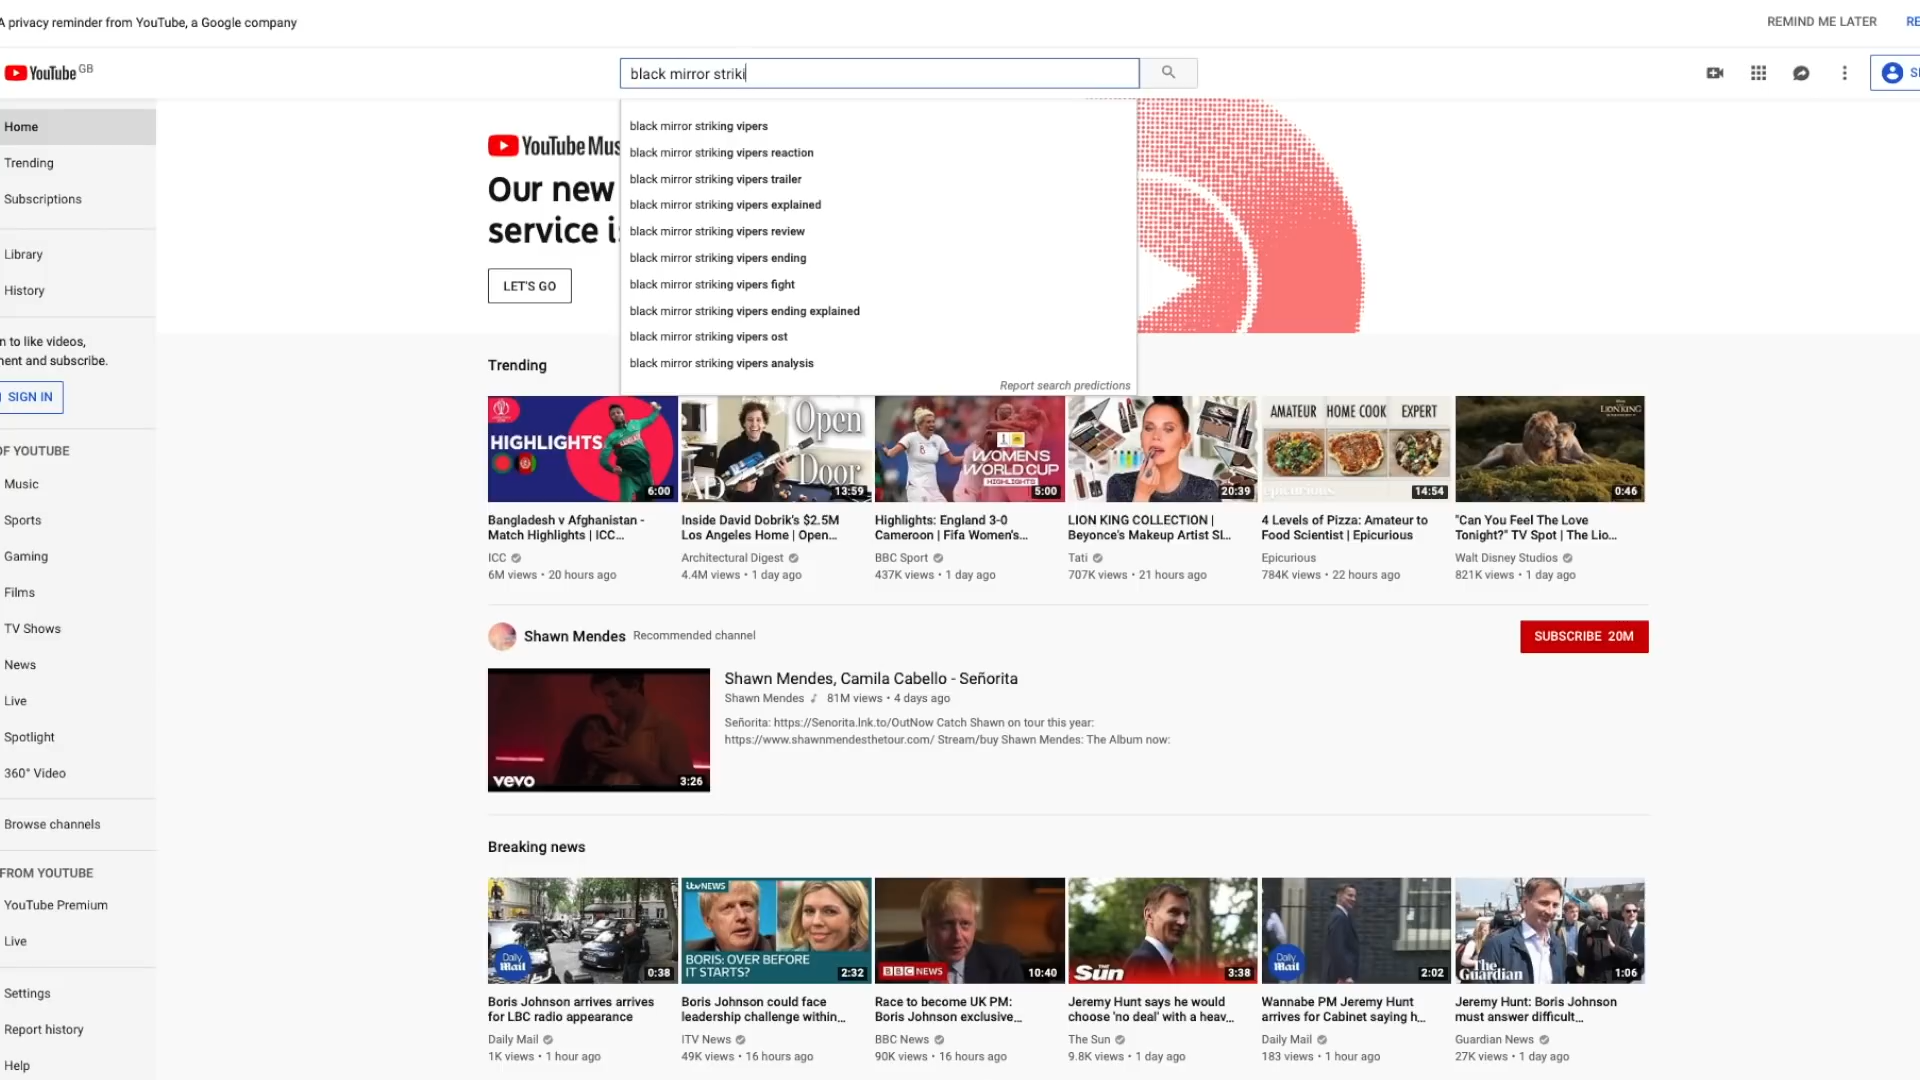 A privacy reminder from YouTube, a Google company
REMIND ME LATER
YouTube GB
black mirror striki
Home
Trending
Subscriptions
Library
History
n to like videos,
nent and subscribe.
SIGN IN
OF YOUTUBE
Music
Sports
Gaming
Films
TV Shows
News
Live
Spotlight
360° Video
Browse channels
FROM YOUTUBE
YouTube Premium
Live
Settings
Report history
Help
YouTube Mus
Our new
service i
LET'S GO
black mirror striking vipers
black mirror striking vipers reaction
black mirror striking vipers trailer
black mirror striking vipers explained
black mirror striking vipers review
black mirror striking vipers ending
black mirror striking vipers fight
black mirror striking vipers ending explained
black mirror striking vipers ost
black mirror striking vipers analysis
Report search predictions
Trending
HIGHLIGHTS
6:00
Bangladesh v Afghanistan -
Match Highlights | ICC...
ICC
6M views • 20 hours ago
Open
Door
AD
13:59
Inside David Dobrik's $2.5M
Los Angeles Home | Open...
Architectural Digest
4.4M views • 1 day ago
WOMEN'S
WORLD CUP
HIGHLIGHTS
5:00
Highlights: England 3-0
Cameroon | Fifa Women's...
BBC Sport
437K views • 1 day ago
20:39
LION KING COLLECTION |
Beyonce's Makeup Artist Sl...
Tati
707K views • 21 hours ago
AMATEUR HOME COOK EXPERT
epicurious
14:54
4 Levels of Pizza: Amateur to
Food Scientist | Epicurious
Epicurious
784K views • 22 hours ago
LION KING
0:46
"Can You Feel The Love
Tonight?" TV Spot | The Lio...
Walt Disney Studios
821K views • 1 day ago
Shawn Mendes Recommended channel
SUBSCRIBE 20M
vevo
3:26
Shawn Mendes, Camila Cabello - Señorita
Shawn Mendes 81M views • 4 days ago
Señorita: https://Senorita.lnk.to/OutNow Catch Shawn on tour this year:
https://www.shawnmendesthetour.com/ Stream/buy Shawn Mendes: The Album now:
Breaking news
Daily Mail
0:38
Boris Johnson arrives arrives
for LBC radio appearance
Daily Mail
1K views • 1 hour ago
itv NEWS
BORIS: OVER BEFORE
IT STARTS?
2:32
Boris Johnson could face
leadership challenge within...
ITV News
49K views • 16 hours ago
BBC NEWS
10:40
Race to become UK PM:
Boris Johnson exclusive...
BBC News
90K views • 16 hours ago
THE Sun
3:38
Jeremy Hunt says he would
choose 'no deal' with a heav...
The Sun
9.8K views • 1 day ago
Daily Mail
2:02
Wannabe PM Jeremy Hunt
arrives for Cabinet saying h...
Daily Mail
183 views • 1 hour ago
The Guardian
1:06
Jeremy Hunt: Boris Johnson
must answer difficult...
Guardian News
27K views • 1 day ago